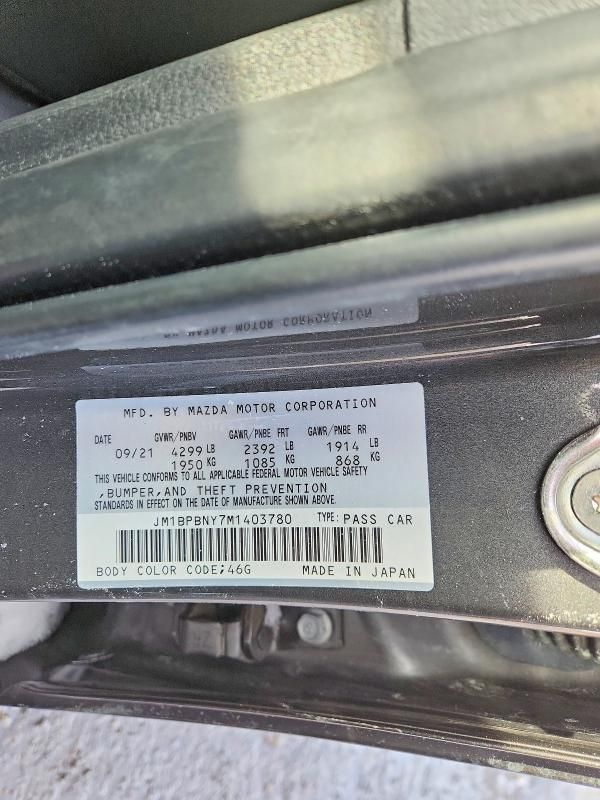 MFD. BY MAZDA MOTOR CORPORATION
DATE GVWR/PNBV GAWR/PNBE FRT GAWR/PNBE RR
09/21 4299 LB 2392 LB 1914 LB
1950 KG 1085 KG 868 KG
THIS VEHICLE CONFORMS TO ALL APPLICABLE FEDERAL MOTOR VEHICLE SAFETY
,BUMPER,AND THEFT PREVENTION
STANDARDS IN EFFECT ON THE DATE OF MANUFACTURE SHOWN ABOVE.
JM1BPBNY7M1403780 TYPE: PASS CAR
BODY COLOR CODE;46G MADE IN JAPAN